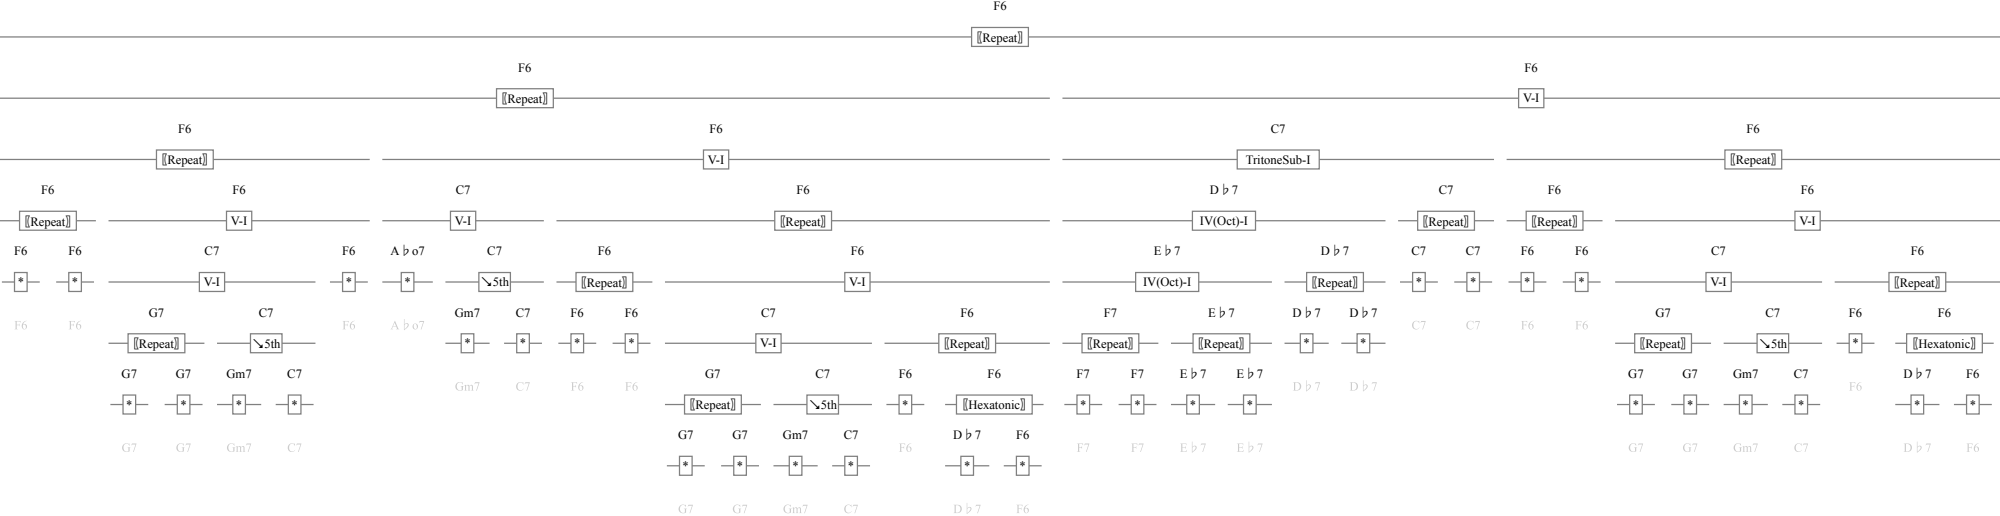 F6
〚Repeat〛
F6 F6
〚Repeat〛 V-I
F6 F6 C7 F6
〚Repeat〛 V-I TritoneSub-I 〚Repeat〛
F6 F6 C7 F6 D♭7 C7 F6 F6
〚Repeat〛 V-I V-I 〚Repeat〛 IV(Oct)-I 〚Repeat〛 〚Repeat〛 V-I
F6 F6 C7 F6 A♭o7 C7 F6 F6 E♭7 D♭7 C7 C7 F6 F6 C7 F6
* * V-I * * ↘5th 〚Repeat〛 V-I IV(Oct)-I 〚Repeat〛 * * * * V-I 〚Repeat〛
F6 F6 G7 C7 F6 A♭o7 Gm7 C7 F6 F6 C7 F6 F7 E♭7 D♭7 D♭7 C7 C7 F6 F6 G7 C7 F6 F6
〚Repeat〛 ↘5th * * * * V-I 〚Repeat〛 〚Repeat〛 〚Repeat〛 * * 〚Repeat〛 ↘5th * 〚Hexatonic〛
G7 G7 Gm7 C7 Gm7 C7 F6 F6 G7 C7 F6 F6 F7 F7 E♭7 E♭7 D♭7 D♭7 G7 G7 Gm7 C7 F6 D♭7 F6
* * * * 〚Repeat〛 ↘5th * 〚Hexatonic〛 * * * * * * * * * *
G7 G7 Gm7 C7 G7 G7 Gm7 C7 F6 D♭7 F6 F7 F7 E♭7 E♭7 G7 G7 Gm7 C7 D♭7 F6
* * * * * *
G7 G7 Gm7 C7 D♭7 F6